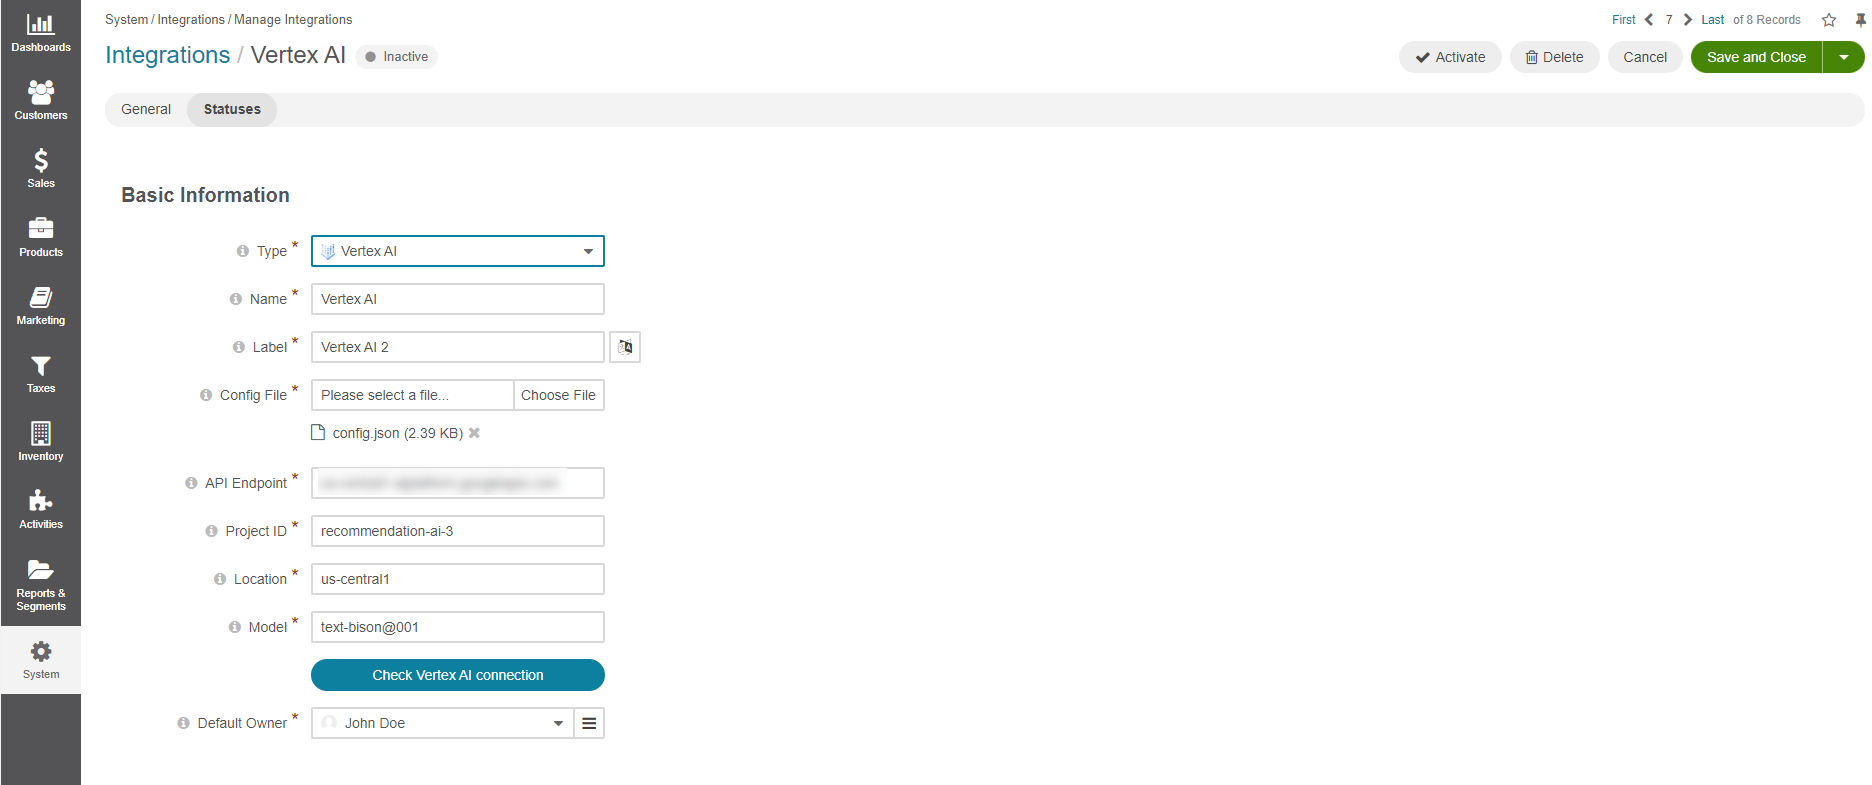 Dashboards
Customers
Sales
Products
Marketing
Taxes
Inventory
Activities
Reports &
Segments
System
System / Integrations / Manage Integrations
First 7 Last of 8 Records
Integrations / Vertex AI Inactive
Activate Delete Cancel Save and Close
General Statuses
Basic Information
Type * Vertex AI
Name * Vertex AI
Label * Vertex AI 2
Config File * Please select a file... Choose File
config.json (2.39 KB)
API Endpoint *
Project ID * recommendation-ai-3
Location * us-central1
Model * text-bison@001
Check Vertex AI connection
Default Owner * John Doe